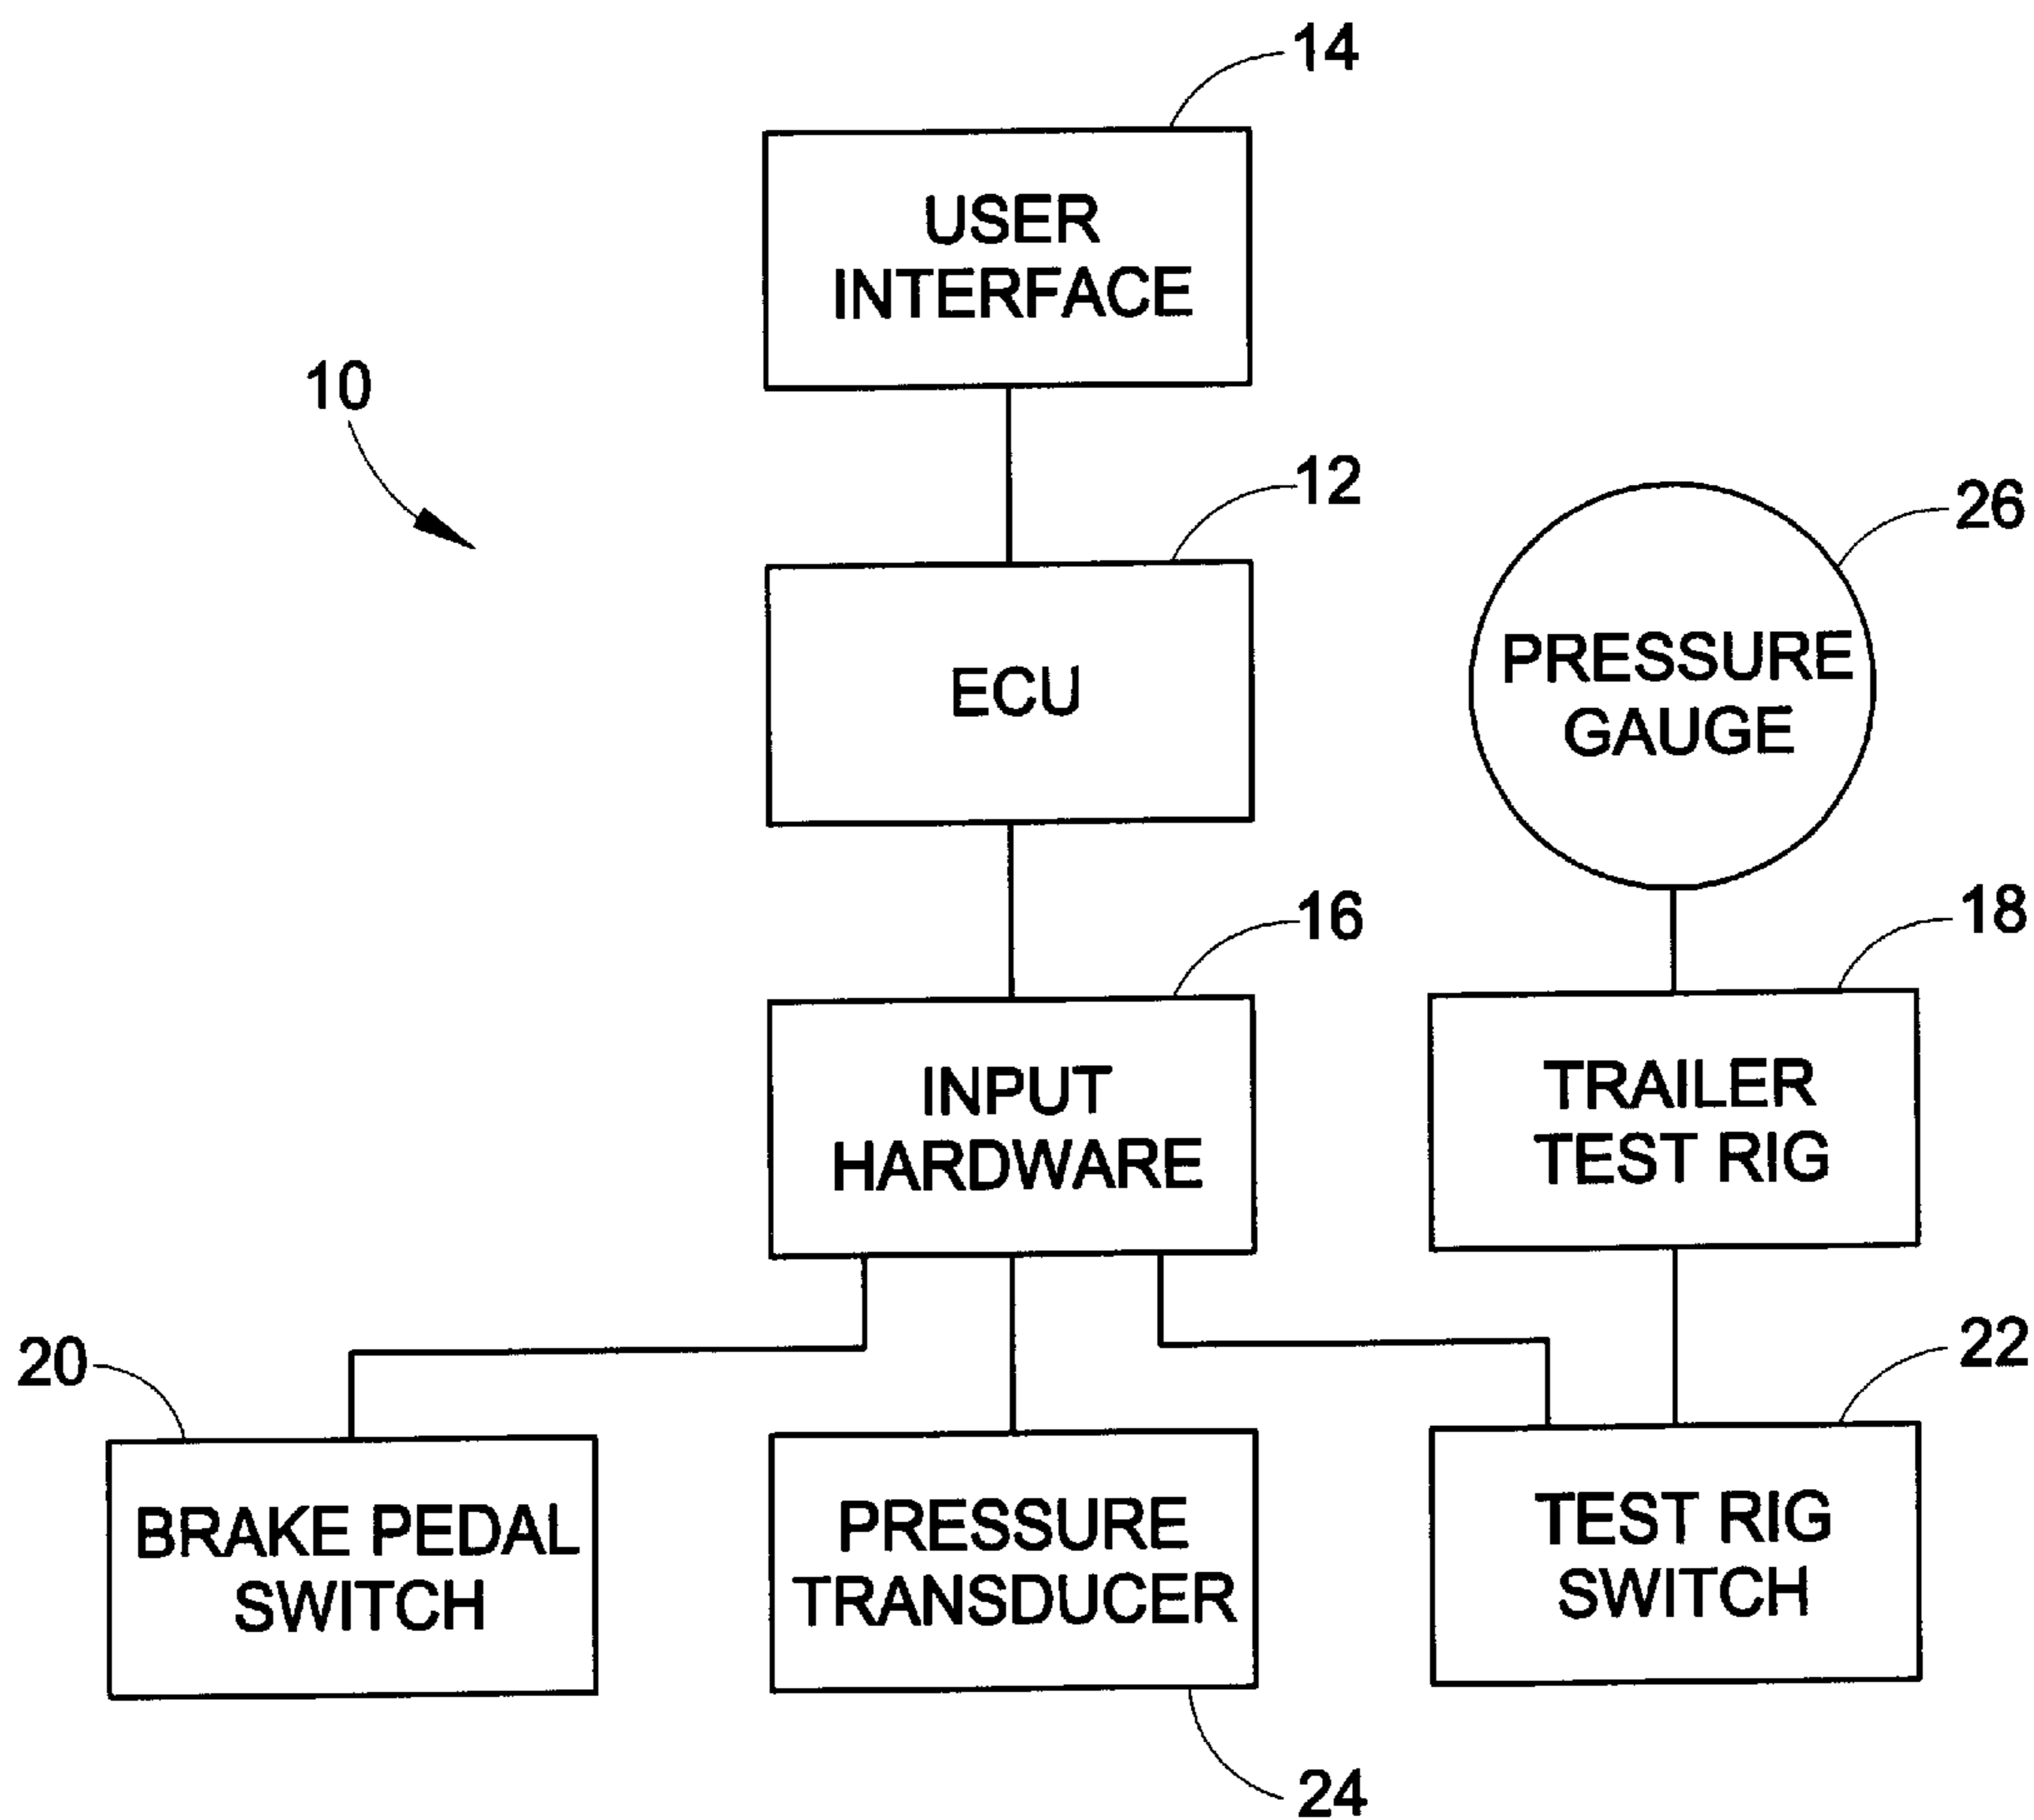 14
USER
INTERFACE
10
12
26
ECU
PRESSURE
GAUGE
16
18
INPUT
HARDWARE
TRAILER
TEST RIG
20
22
BRAKE PEDAL
SWITCH
PRESSURE
TRANSDUCER
TEST RIG
SWITCH
24